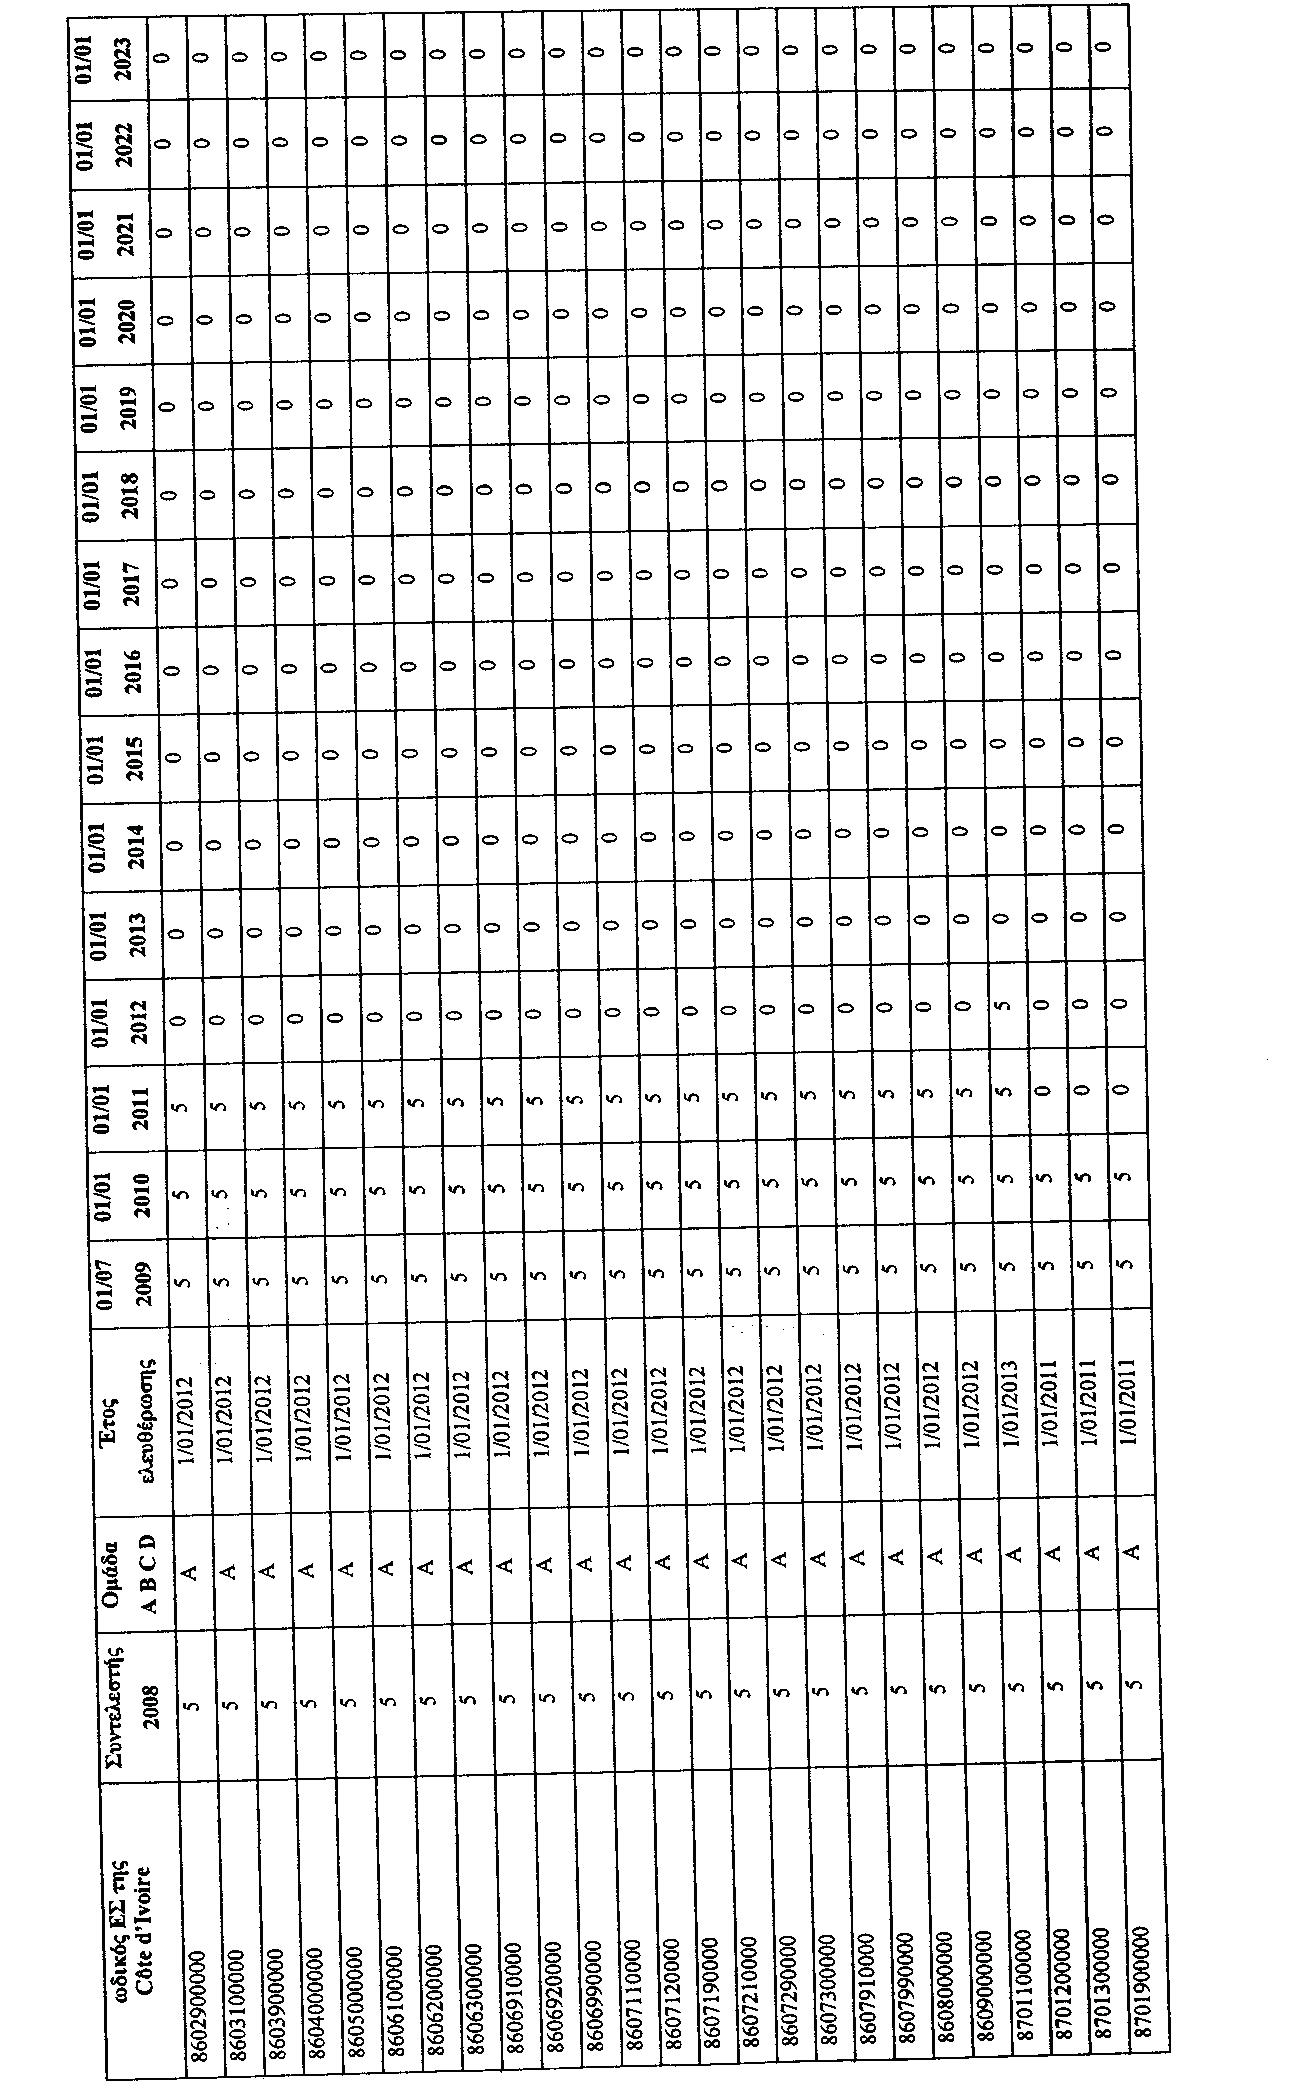 ωδικός ΕΣ της Côte d'Ivoire Συντελεστής 2008 Ομάδα A B C D Έτος ελευθέρωσης 01/07 2009 01/01 2010 01/01 2011 01/01 2012 01/01 2013 01/01 2014 01/01 2015 01/01 2016 01/01 2017 01/01 2018 01/01 2019 01/01 2020 01/01 2021 01/01 2022 01/01 2023
8602900000 5 A 1/01/2012 5 5 5 0 0 0 0 0 0 0 0 0 0 0 0
8603100000 5 A 1/01/2012 5 5 5 0 0 0 0 0 0 0 0 0 0 0 0
8603900000 5 A 1/01/2012 5 5 5 0 0 0 0 0 0 0 0 0 0 0 0
8604000000 5 A 1/01/2012 5 5 5 0 0 0 0 0 0 0 0 0 0 0 0
8605000000 5 A 1/01/2012 5 5 5 0 0 0 0 0 0 0 0 0 0 0 0
8606100000 5 A 1/01/2012 5 5 5 0 0 0 0 0 0 0 0 0 0 0 0
8606200000 5 A 1/01/2012 5 5 5 0 0 0 0 0 0 0 0 0 0 0 0
8606300000 5 A 1/01/2012 5 5 5 0 0 0 0 0 0 0 0 0 0 0 0
8606910000 5 A 1/01/2012 5 5 5 0 0 0 0 0 0 0 0 0 0 0 0
8606920000 5 A 1/01/2012 5 5 5 0 0 0 0 0 0 0 0 0 0 0 0
8606990000 5 A 1/01/2012 5 5 5 0 0 0 0 0 0 0 0 0 0 0 0
8607110000 5 A 1/01/2012 5 5 5 0 0 0 0 0 0 0 0 0 0 0 0
8607120000 5 A 1/01/2012 5 5 5 0 0 0 0 0 0 0 0 0 0 0 0
8607190000 5 A 1/01/2012 5 5 5 0 0 0 0 0 0 0 0 0 0 0 0
8607210000 5 A 1/01/2012 5 5 5 0 0 0 0 0 0 0 0 0 0 0 0
8607290000 5 A 1/01/2012 5 5 5 0 0 0 0 0 0 0 0 0 0 0 0
8607300000 5 A 1/01/2012 5 5 5 0 0 0 0 0 0 0 0 0 0 0 0
8607910000 5 A 1/01/2012 5 5 5 0 0 0 0 0 0 0 0 0 0 0 0
8607990000 5 A 1/01/2012 5 5 5 0 0 0 0 0 0 0 0 0 0 0 0
8608000000 5 A 1/01/2012 5 5 5 0 0 0 0 0 0 0 0 0 0 0 0
8609000000 5 A 1/01/2012 5 5 5 0 0 0 0 0 0 0 0 0 0 0 0
8701100000 5 A 1/01/2013 5 5 5 5 0 0 0 0 0 0 0 0 0 0 0
8701200000 5 A 1/01/2011 5 5 0 0 0 0 0 0 0 0 0 0 0 0 0
8701300000 5 A 1/01/2011 5 5 0 0 0 0 0 0 0 0 0 0 0 0 0
8701900000 5 A 1/01/2011 5 5 0 0 0 0 0 0 0 0 0 0 0 0 0